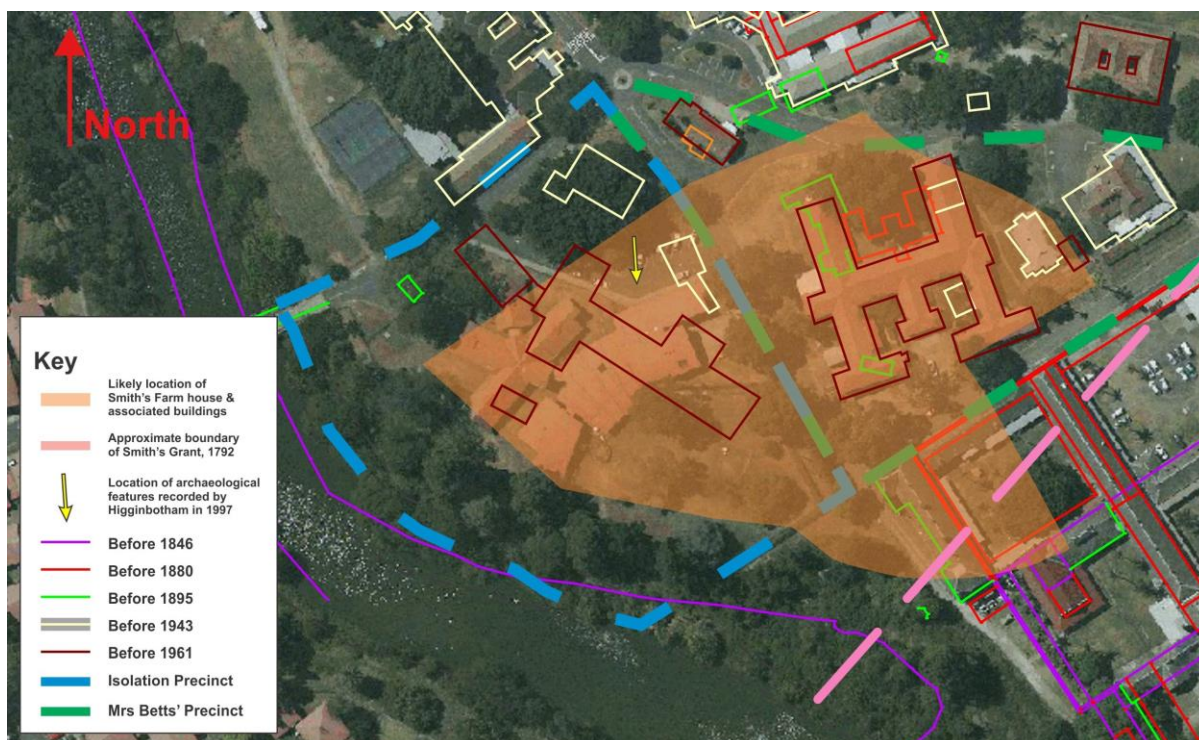 North
Key
Likely location of
Smith's Farm house &
associated buildings
Approximate boundary
of Smith's Grant, 1792
Location of archaeological
features recorded by
Higginbotham in 1997
Before 1846
Before 1880
Before 1895
Before 1943
Before 1961
Isolation Precinct
Mrs Betts' Precinct